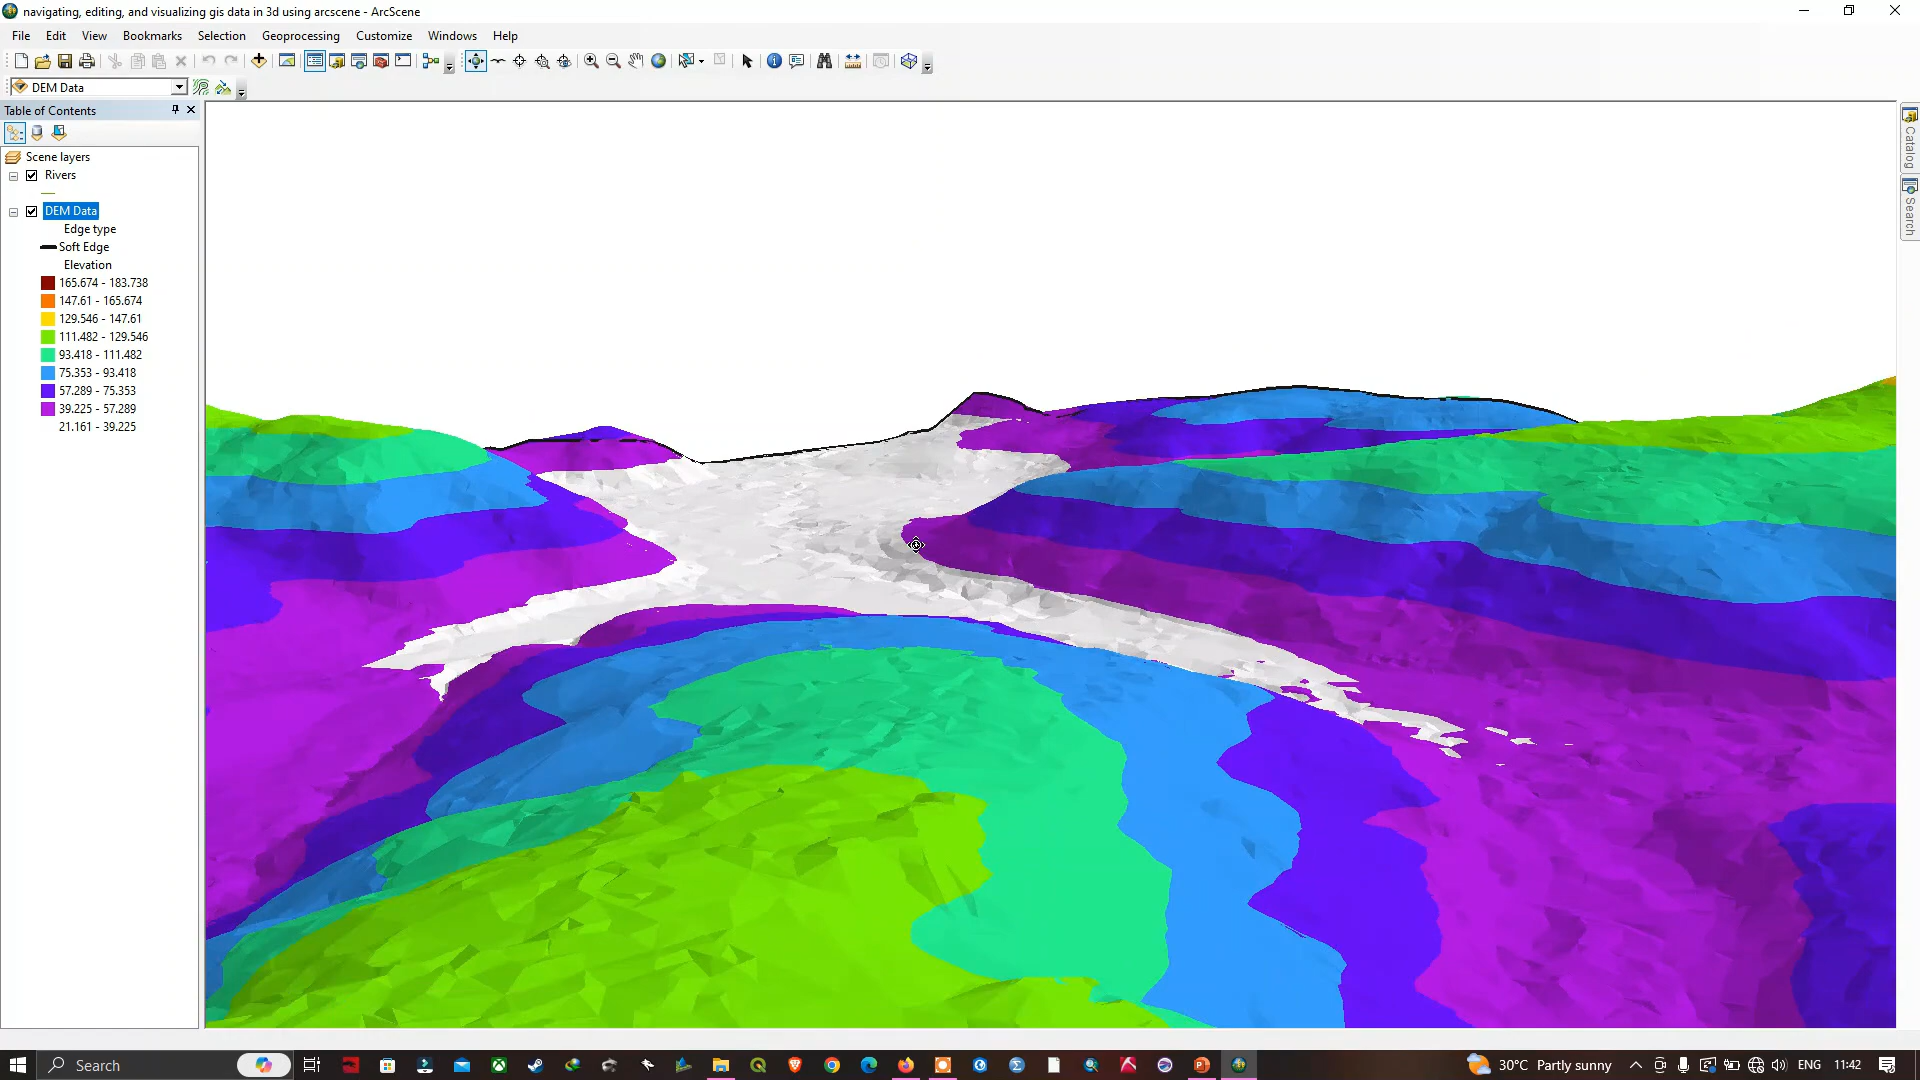 navigating, editing, and visualizing gis data in 3d using arcscene - ArcScene
File Edit View Bookmarks Selection Geoprocessing Customize Windows Help
DEM Data
Table of Contents
Scene layers
Rivers
DEM Data
Edge type
Soft Edge
Elevation
165.674 - 183.738
147.61 - 165.674
129.546 - 147.61
111.482 - 129.546
93.418 - 111.482
75.353 - 93.418
57.289 - 75.353
39.225 - 57.289
21.161 - 39.225
Catalog
Search
Search
30°C Partly sunny
ENG
11:42